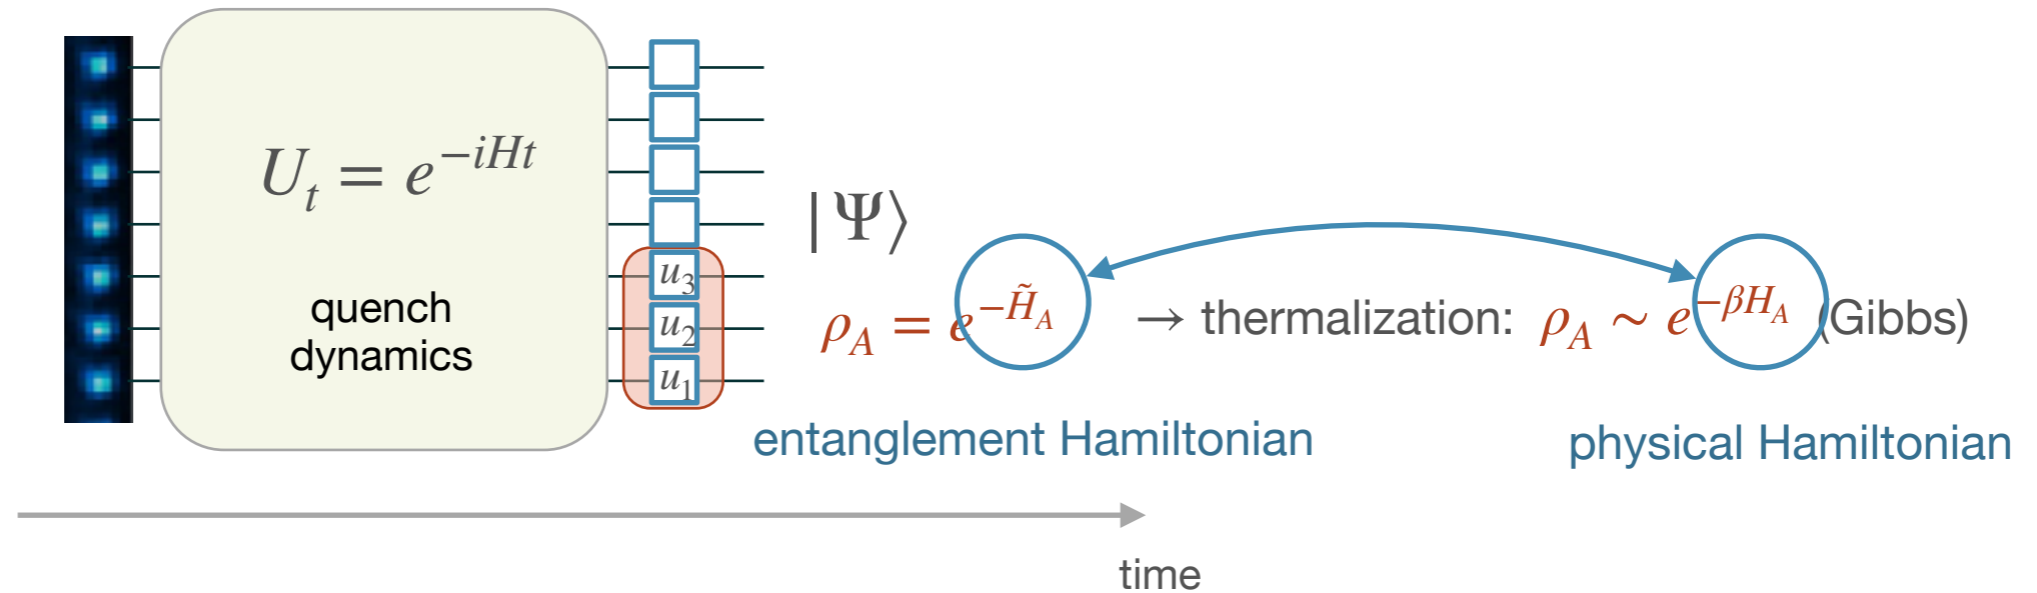 U_t = e^{-iHt}
quench
dynamics
u_3
u_2
u_1
|Ψ⟩
ρ_A = e^{-H̃_A} → thermalization: ρ_A ∼ e^{-βH_A} (Gibbs)
entanglement Hamiltonian
physical Hamiltonian
time